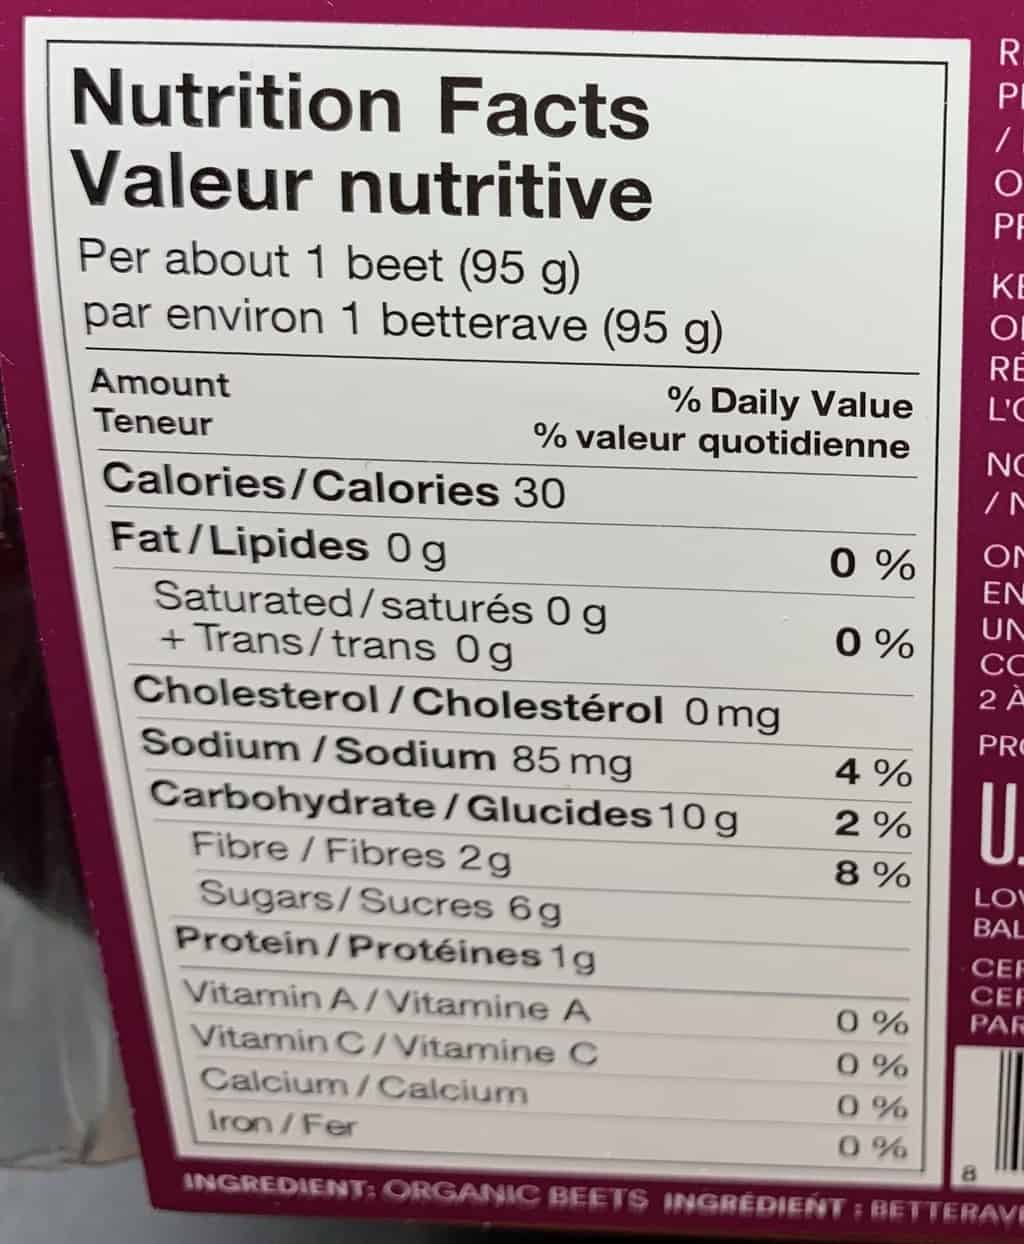 Nutrition Facts
Valeur nutritive
Per about 1 beet (95 g)
par environ 1 betterave (95 g)
Amount
Teneur
% Daily Value
% valeur quotidienne
Calories / Calories 30
Fat / Lipides 0 g 0 %
Saturated / saturés 0 g
+ Trans / trans 0 g 0 %
Cholesterol / Cholestérol 0 mg
Sodium / Sodium 85 mg 4 %
Carbohydrate / Glucides 10 g 2 %
Fibre / Fibres 2 g 8 %
Sugars / Sucres 6 g
Protein / Protéines 1 g
Vitamin A / Vitamine A 0 %
Vitamin C / Vitamine C 0 %
Calcium / Calcium 0 %
Iron / Fer 0 %
INGREDIENT: ORGANIC BEETS INGRÉDIENT : BETTERAVE
2 À
8